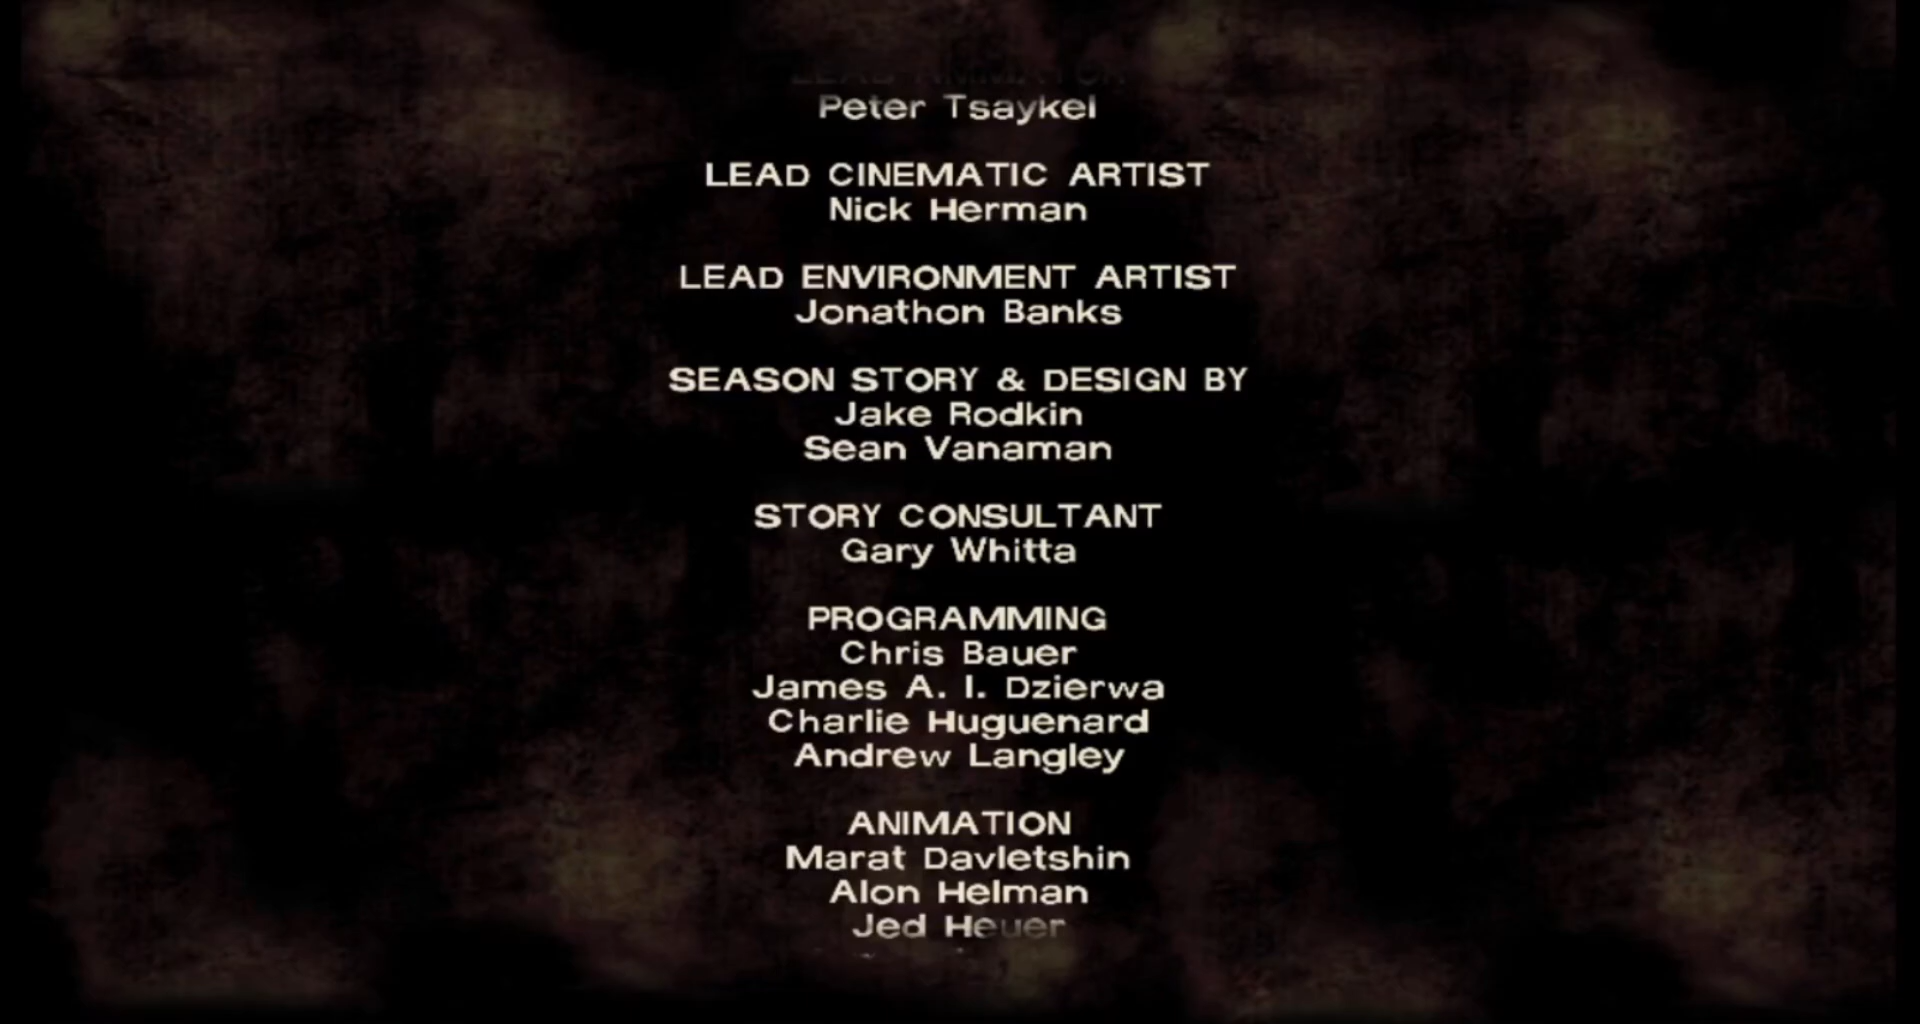 LEAD ANIMATOR
Peter Tsaykel
LEAD CINEMATIC ARTIST
Nick Herman
LEAD ENVIRONMENT ARTIST
Jonathon Banks
SEASON STORY & DESIGN BY
Jake Rodkin
Sean Vanaman
STORY CONSULTANT
Gary Whitta
PROGRAMMING
Chris Bauer
James A. I. Dzierwa
Charlie Huguenard
Andrew Langley
ANIMATION
Marat Davletshin
Alon Helman
Jed Heuer